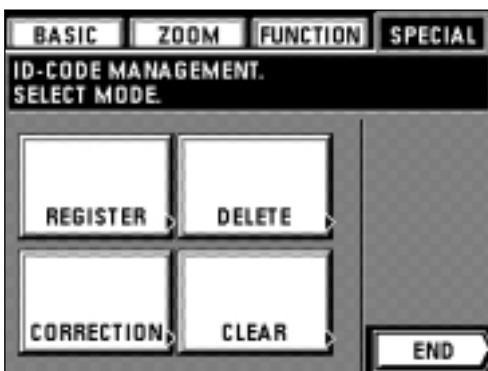 BASIC ZOOM FUNCTION SPECIAL
ID-CODE MANAGEMENT.
SELECT MODE.
REGISTER DELETE
CORRECTION CLEAR
END